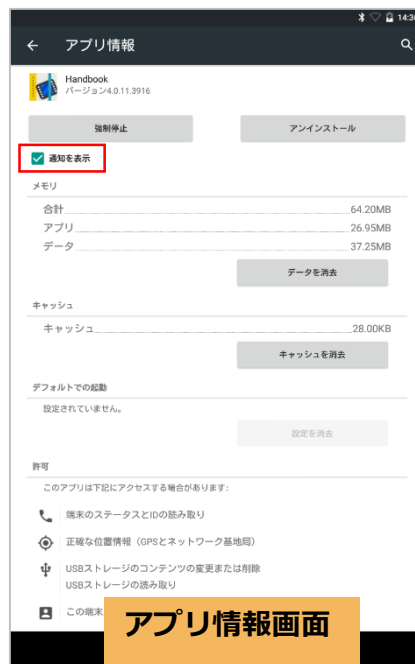 14:36
アプリ情報
Handbook
バージョン4.0.11.3916
強制停止
アンインストール
通知を表示
メモリ
合計 64.20MB
アプリ 26.95MB
データ 37.25MB
データを消去
キャッシュ
キャッシュ 28.00KB
キャッシュを消去
デフォルトでの起動
設定されていません。
設定を消去
許可
このアプリは下記にアクセスする場合があります:
端末のステータスとIDの読み取り
正確な位置情報（GPSとネットワーク基地局）
USBストレージのコンテンツの変更または削除
USBストレージの読み取り
この端末
アプリ情報画面